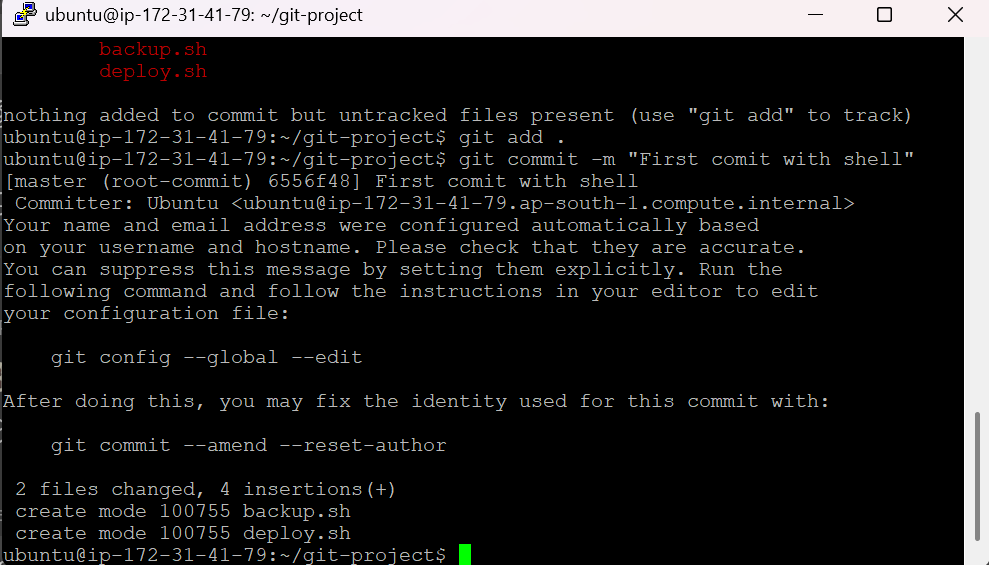 ubuntu@ip-172-31-41-79: ~/git-project
backup.sh
deploy.sh
nothing added to commit but untracked files present (use "git add" to track)
ubuntu@ip-172-31-41-79:~/git-project$ git add .
ubuntu@ip-172-31-41-79:~/git-project$ git commit -m "First comit with shell"
[master (root-commit) 6556f48] First comit with shell
 Committer: Ubuntu <ubuntu@ip-172-31-41-79.ap-south-1.compute.internal>
Your name and email address were configured automatically based
on your username and hostname. Please check that they are accurate.
You can suppress this message by setting them explicitly. Run the
following command and follow the instructions in your editor to edit
your configuration file:
    git config --global --edit
After doing this, you may fix the identity used for this commit with:
    git commit --amend --reset-author
 2 files changed, 4 insertions(+)
 create mode 100755 backup.sh
 create mode 100755 deploy.sh
ubuntu@ip-172-31-41-79:~/git-project$